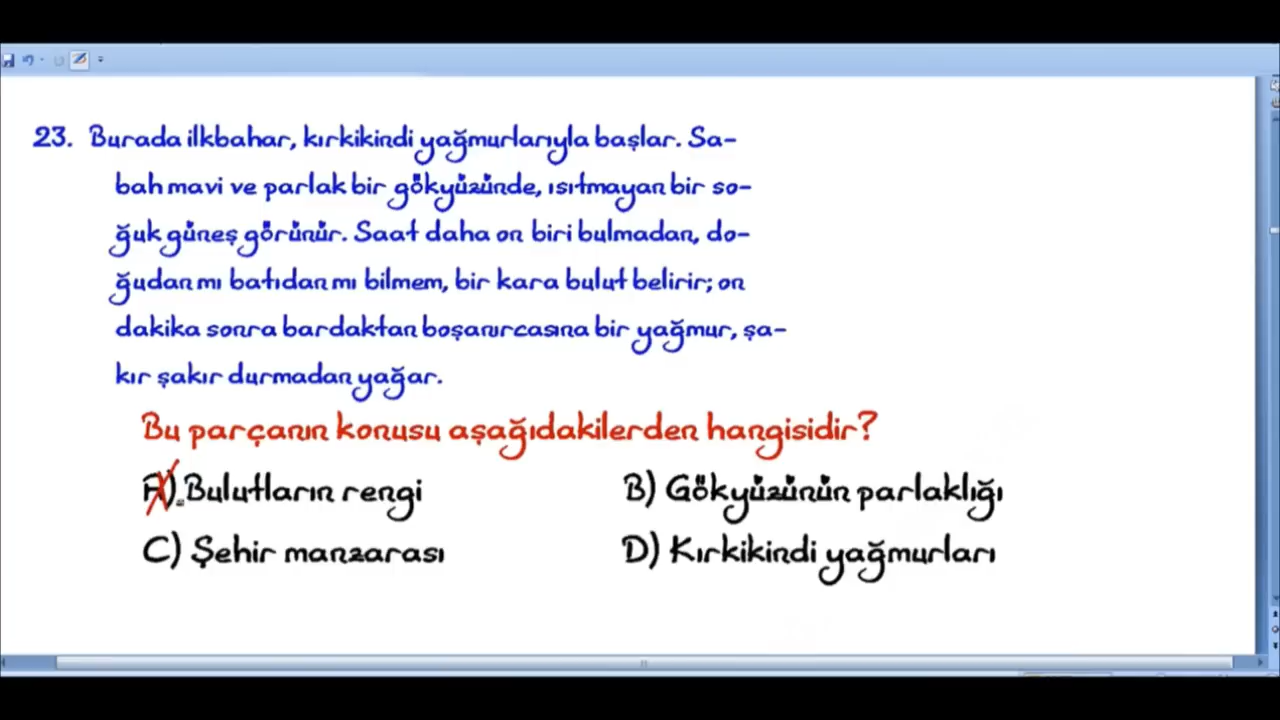 23. Burada ilkbahar, kırkikindi yağmurlarıyla başlar. Sa-
bah mavi ve parlak bir gökyüzünde, ısıtmayan bir so-
ğuk güneş görünür. Saat daha on biri bulmadan, do-
ğudan mı batıdan mı bilmem, bir kara bulut belirir; on
dakika sonra bardaktan boşanırcasına bir yağmur, şa-
kır şakır durmadan yağar.
Bu parçanın konusu aşağıdakilerden hangisidir?
A) Bulutların rengi B) Gökyüzünün parlaklığı
C) Şehir manzarası D) Kırkikindi yağmurları